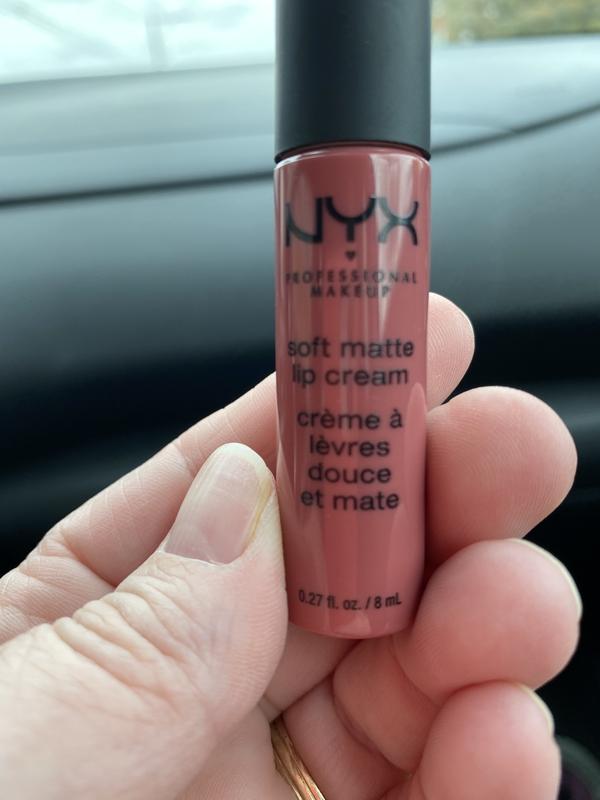 NYX
PROFESSIONAL
MAKEUP
soft matte
lip cream
crème à
lèvres
douce
et mate
0.27 fl. oz. / 8 mL